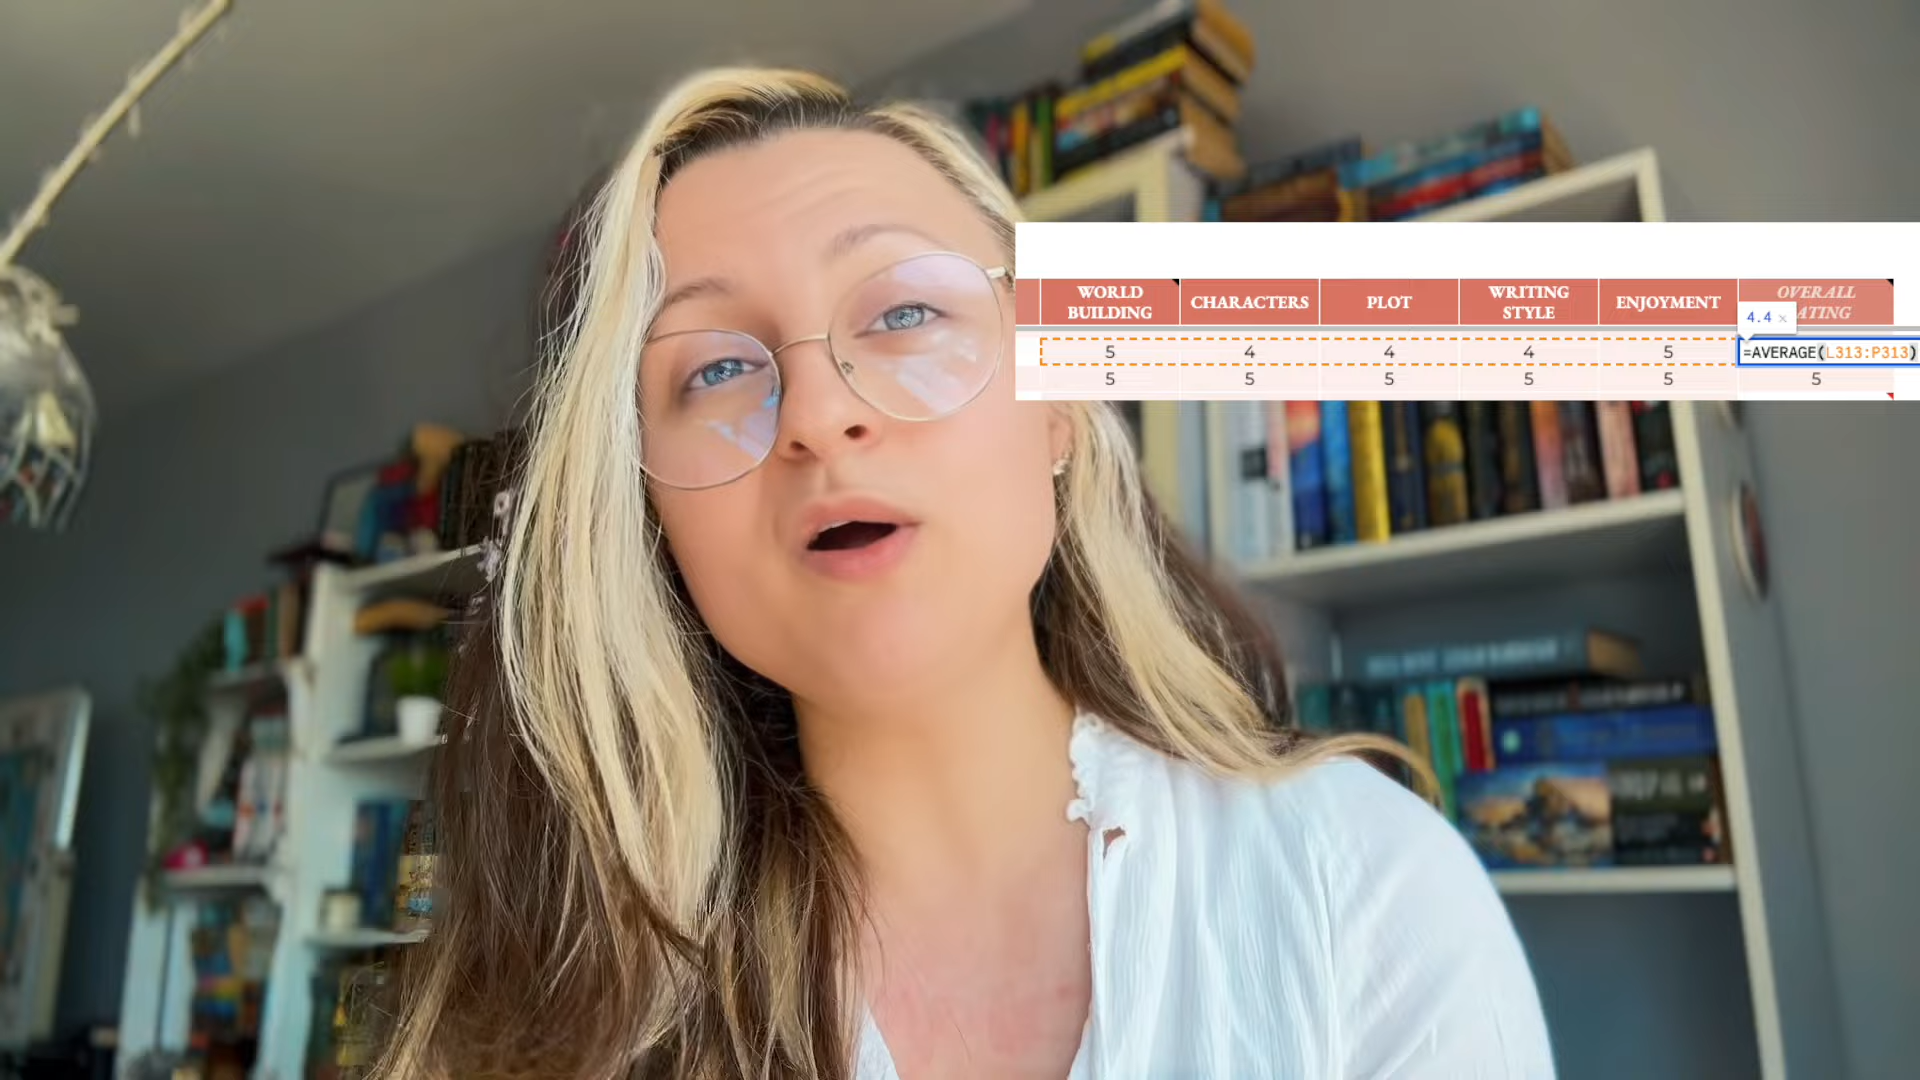 WORLD BUILDING
CHARACTERS
PLOT
WRITING STYLE
ENJOYMENT
OVERALL
ATING
4.4 ×
5 4 4 4 5 =AVERAGE(L313:P313)
5 5 5 5 5 5